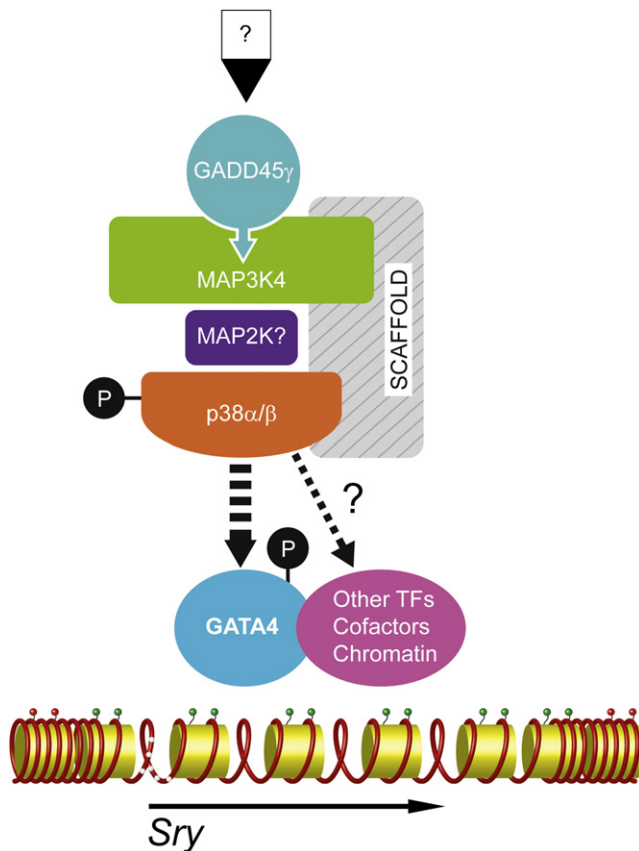 ?
GADD45γ
MAP3K4
SCAFFOLD
MAP2K?
P
p38α/β
?
P
GATA4
Other TFs
Cofactors
Chromatin
Sry